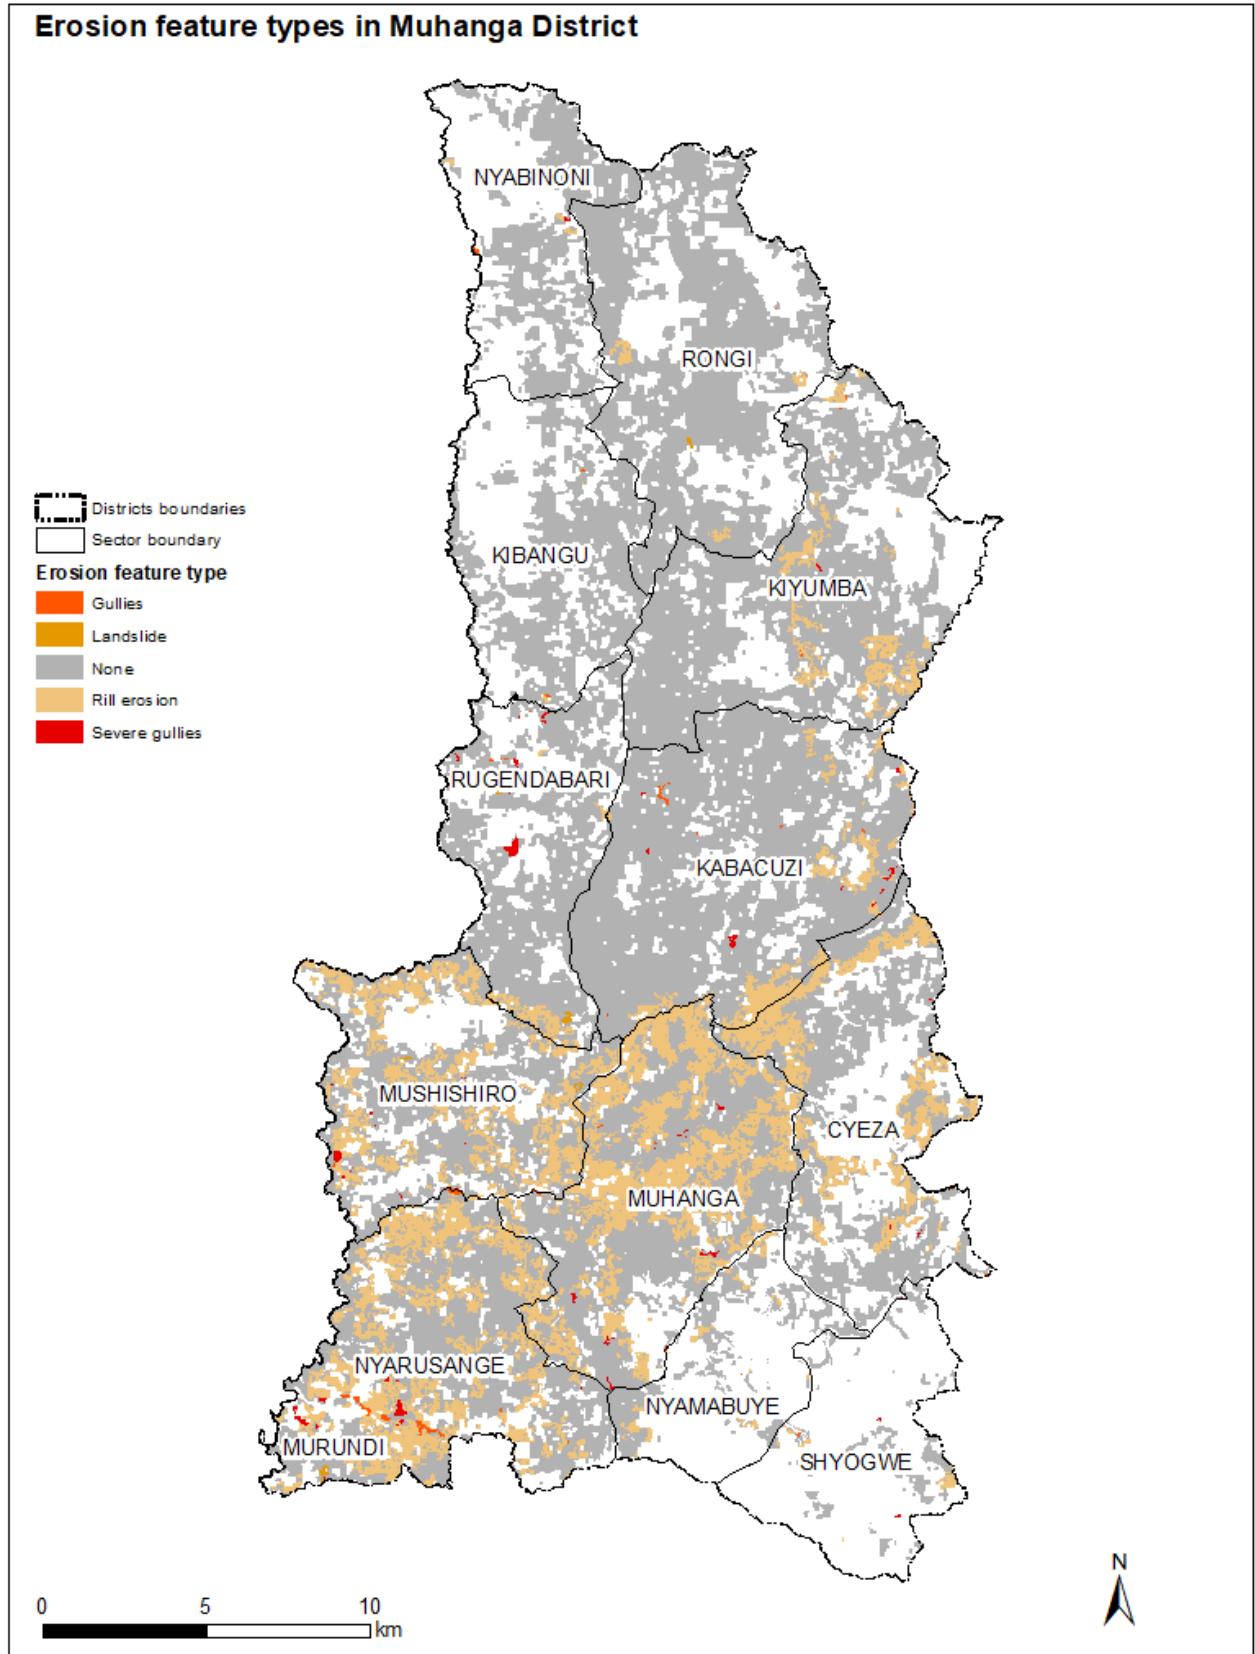 Erosion feature types in Muhanga District
NYABINONI
RONGI
Districts boundaries
Sector boundary
Erosion feature type
Gullies
Landslide
None
Rill erosion
Severe gullies
KIBANGU
KIYUMBA
RUGENDABARI
KABACUZI
MUSHISHIRO
CYEZA
MUHANGA
NYARUSANGE
NYAMABUYE
MURUNDI
SHYOGWE
N
0 5 10
km